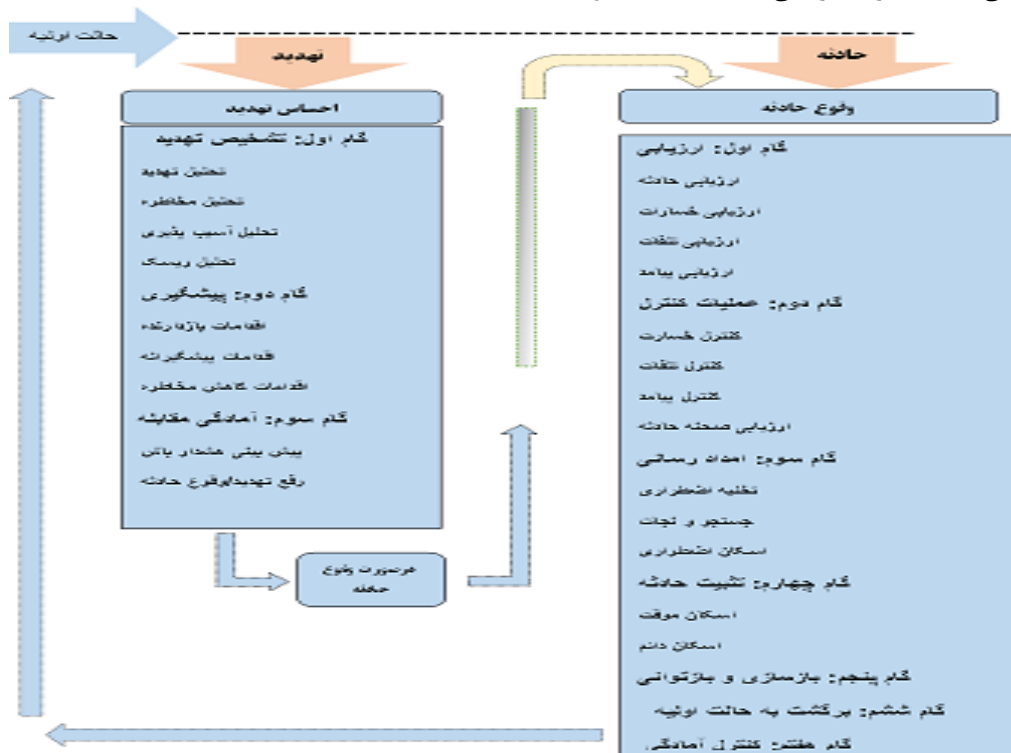 حالت اولیه
تهدید
حادثه
احساس تهدید
گام اول: تشخیص تهدید
تحلیل تهدید
تحلیل مخاطره
تحلیل آسیب پذیری
تحلیل ریسک
گام دوم: پیشگیری
اقدامات بازدارنده
اقدامات پیشگیرانه
اقدامات کاهش مخاطره
گام سوم: آمادگی مقابله
پیش بینی هشدار
رفع تهدید/وقوع حادثه
درصورت وقوع
حادثه
وقوع حادثه
گام اول: ارزیابی
ارزیابی حادثه
ارزیابی خسارات
ارزیابی تلفات
ارزیابی پیامد
گام دوم: عملیات کنترل
کنترل خسارت
کنترل تلفات
کنترل پیامد
ارزیابی صحنه حادثه
گام سوم: امداد رسانی
تخلیه اضطراری
جستجو و نجات
اسکان اضطراری
گام چهارم: تثبیت حادثه
اسکان موقت
اسکان دائم
گام پنجم: بازسازی و بازتوانی
گام ششم: برگشت به حالت اولیه
گام هفتم: کنترل آمادگی